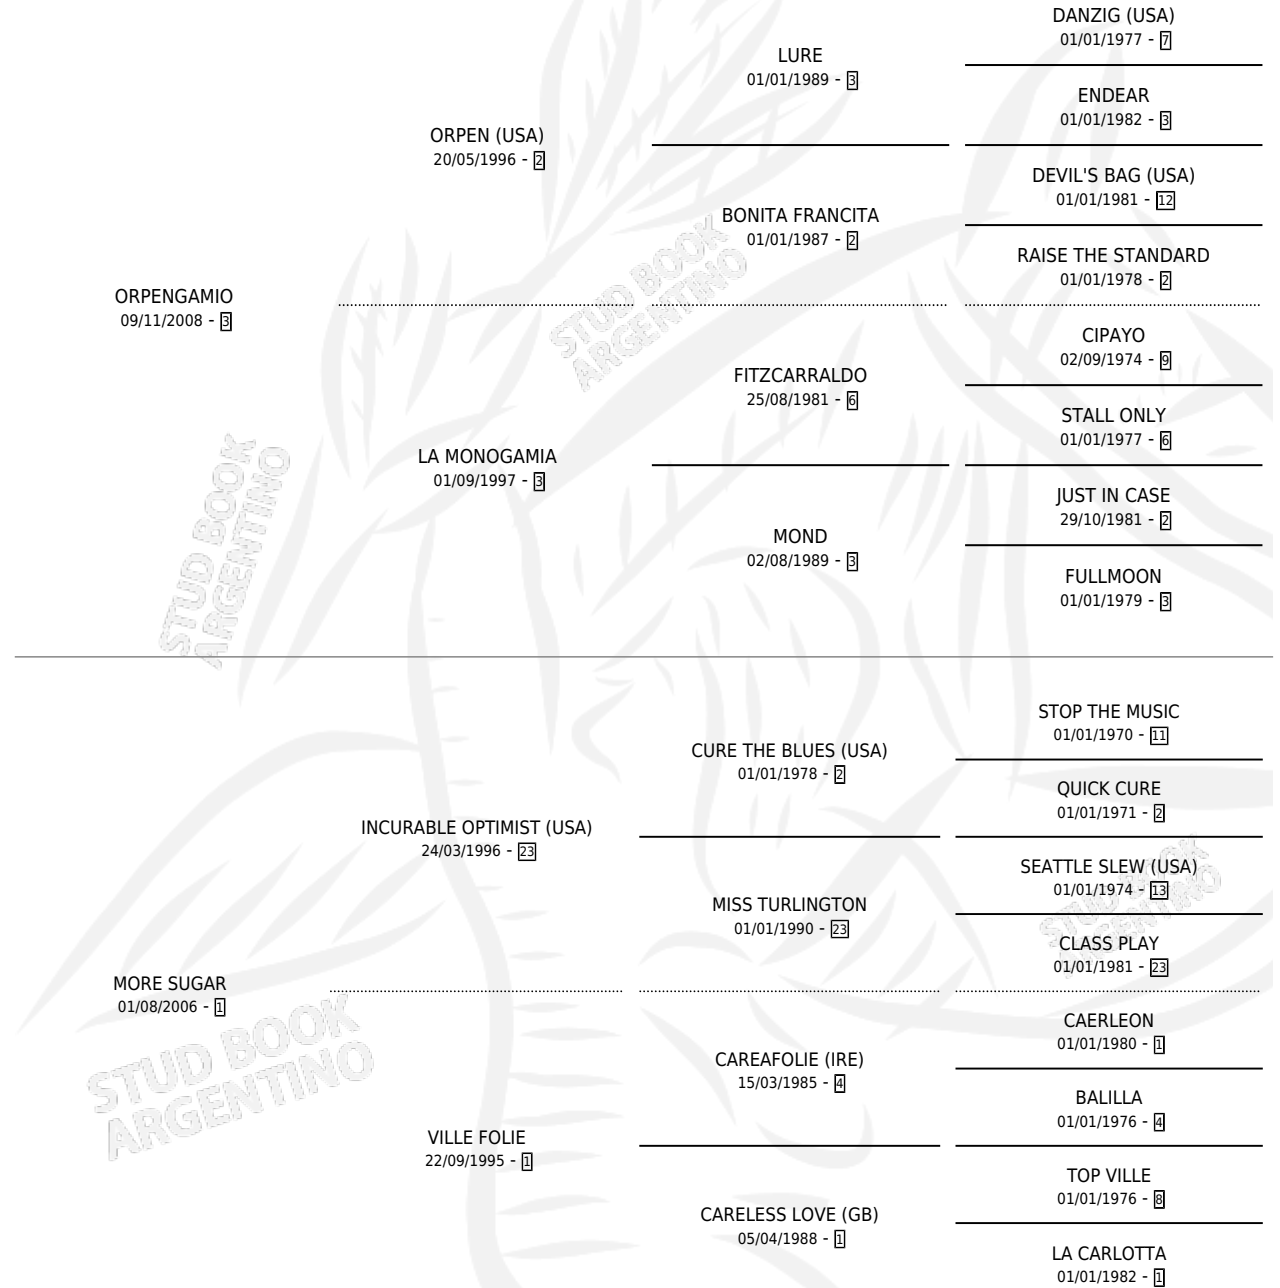 DANZIG (USA)
01/01/1977 - 7
LURE
01/01/1989 - 3
ENDEAR
01/01/1982 - 3
ORPEN (USA)
20/05/1996 - 2
DEVIL'S BAG (USA)
01/01/1981 - 12
BONITA FRANCITA
01/01/1987 - 2
RAISE THE STANDARD
01/01/1978 - 2
ORPENGAMIO
09/11/2008 - 3
CIPAYO
02/09/1974 - 9
FITZCARRALDO
25/08/1981 - 6
STALL ONLY
01/01/1977 - 6
LA MONOGAMIA
01/09/1997 - 3
JUST IN CASE
29/10/1981 - 2
MOND
02/08/1989 - 3
FULLMOON
01/01/1979 - 3
STOP THE MUSIC
01/01/1970 - 11
CURE THE BLUES (USA)
01/01/1978 - 2
QUICK CURE
01/01/1971 - 2
INCURABLE OPTIMIST (USA)
24/03/1996 - 23
SEATTLE SLEW (USA)
01/01/1974 - 13
MISS TURLINGTON
01/01/1990 - 23
CLASS PLAY
01/01/1981 - 23
MORE SUGAR
01/08/2006 - 1
CAERLEON
01/01/1980 - 1
CAREAFOLIE (IRE)
15/03/1985 - 4
BALILLA
01/01/1976 - 4
VILLE FOLIE
22/09/1995 - 1
TOP VILLE
01/01/1976 - 8
CARELESS LOVE (GB)
05/04/1988 - 1
LA CARLOTTA
01/01/1982 - 1
STUD BOOK
ARGENTINO
STUD BOOK
ARGENTINO
STUD BOOK
ARGENTINO
STUD BOOK
ARGENTINO